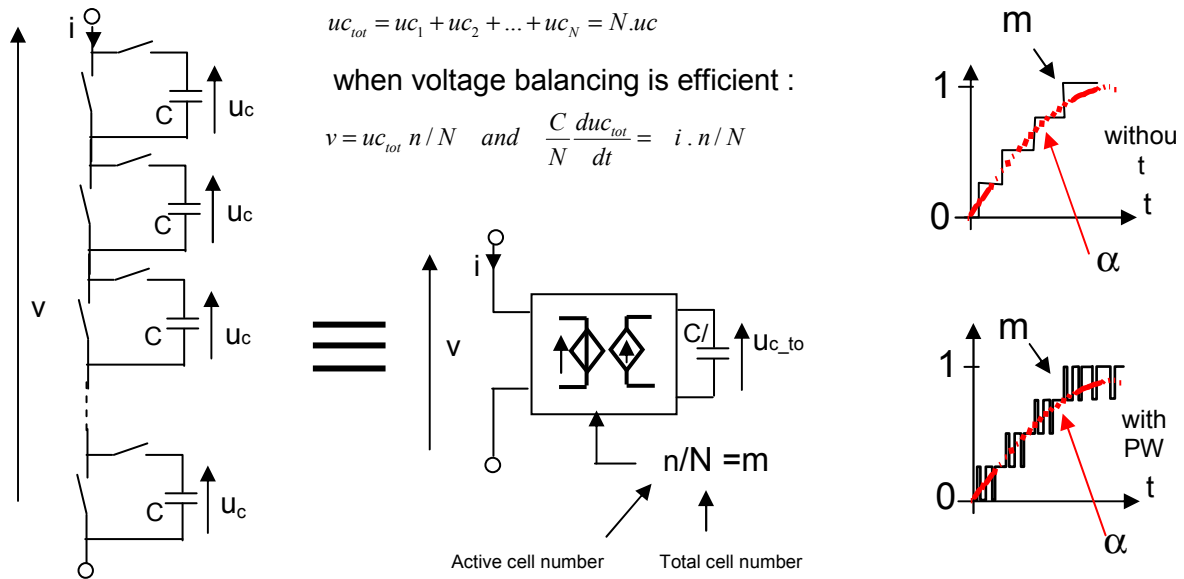 i
v
C
uc
C
uc
C
uc
C
uc
uc_tot = uc_1 + uc_2 + ... + uc_N = N.uc
when voltage balancing is efficient :
v = uc_tot n / N and C/N duc_tot/dt = i . n / N
i
v
C/
uc_to
n/N =m
Active cell number Total cell number
m
1
withou
t
0
t
α
m
1
with
PW
0
t
α